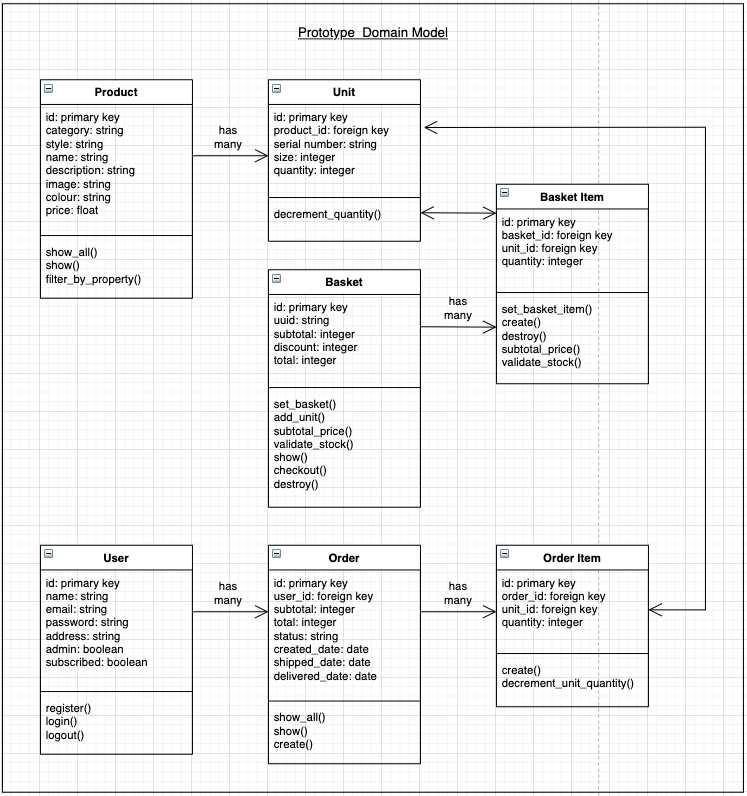 Prototype  Domain Model
Product
id: primary key
category: string
style: string
name: string
description: string
image: string
colour: string
price: float
show_all()
show()
filter_by_property()
has
many
Unit
id: primary key
product_id: foreign key
serial number: string
size: integer
quantity: integer
decrement_quantity()
Basket Item
id: primary key
basket_id: foreign key
unit_id: foreign key
quantity: integer
set_basket_item()
create()
destroy()
subtotal_price()
validate_stock()
Basket
id: primary key
uuid: string
subtotal: integer
discount: integer
total: integer
set_basket()
add_unit()
subtotal_price()
validate_stock()
show()
checkout()
destroy()
has
many
User
id: primary key
name: string
email: string
password: string
address: string
admin: boolean
subscribed: boolean
register()
login()
logout()
has
many
Order
id: primary key
user_id: foreign key
subtotal: integer
total: integer
status: string
created_date: date
shipped_date: date
delivered_date: date
show_all()
show()
create()
has
many
Order Item
id: primary key
order_id: foreign key
unit_id: foreign key
quantity: integer
create()
decrement_unit_quantity()